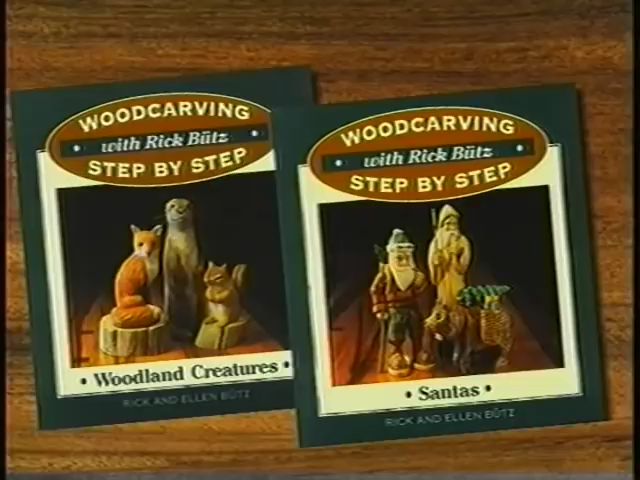 WOODCARVING
with Rick Bütz
STEP BY STEP
• Woodland Creatures •
RICK AND ELLEN BÜTZ
WOODCARVING
with Rick Bütz
STEP BY STEP
• Santas •
RICK AND ELLEN BÜTZ